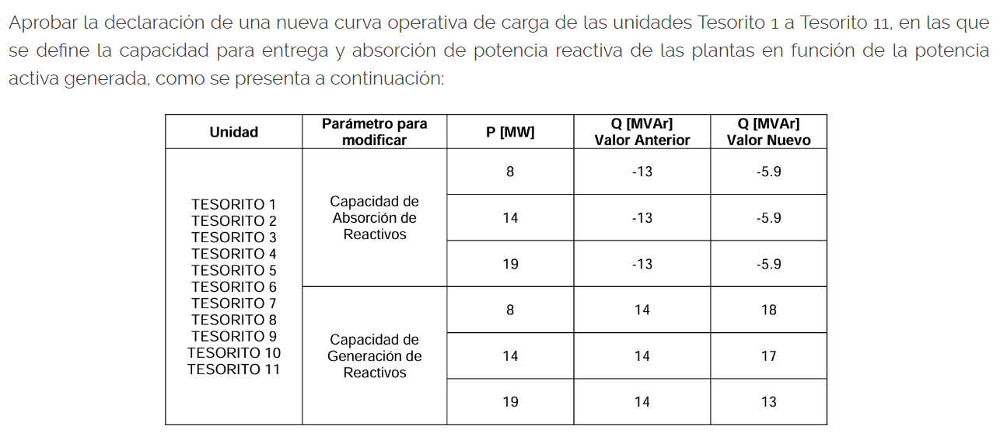 Aprobar la declaración de una nueva curva operativa de carga de las unidades Tesorito 1 a Tesorito 11, en las que
se define la capacidad para entrega y absorción de potencia reactiva de las plantas en función de la potencia
activa generada, como se presenta a continuación:
Unidad
Parámetro para
modificar
P [MW]
Q [MVAr]
Valor Anterior
Q [MVAr]
Valor Nuevo
TESORITO 1
TESORITO 2
TESORITO 3
TESORITO 4
TESORITO 5
TESORITO 6
TESORITO 7
TESORITO 8
TESORITO 9
TESORITO 10
TESORITO 11
Capacidad de
Absorción de
Reactivos
8 -13 -5.9
14 -13 -5.9
19 -13 -5.9
Capacidad de
Generación de
Reactivos
8 14 18
14 14 17
19 14 13